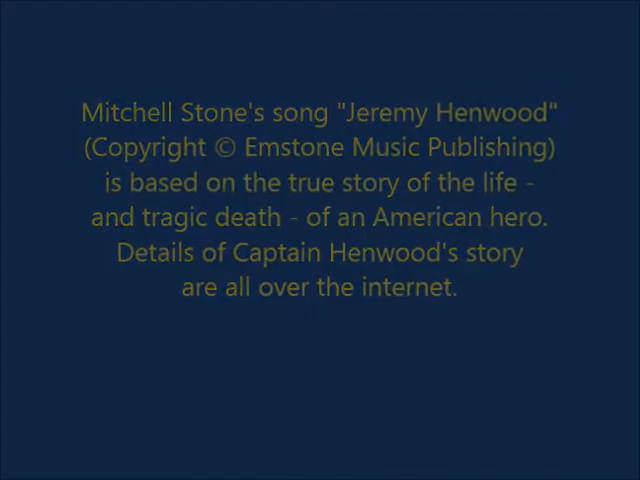 Mitchell Stone's song "Jeremy Henwood"
(Copyright © Emstone Music Publishing)
is based on the true story of the life -
and tragic death - of an American hero.
Details of Captain Henwood's story
are all over the internet.